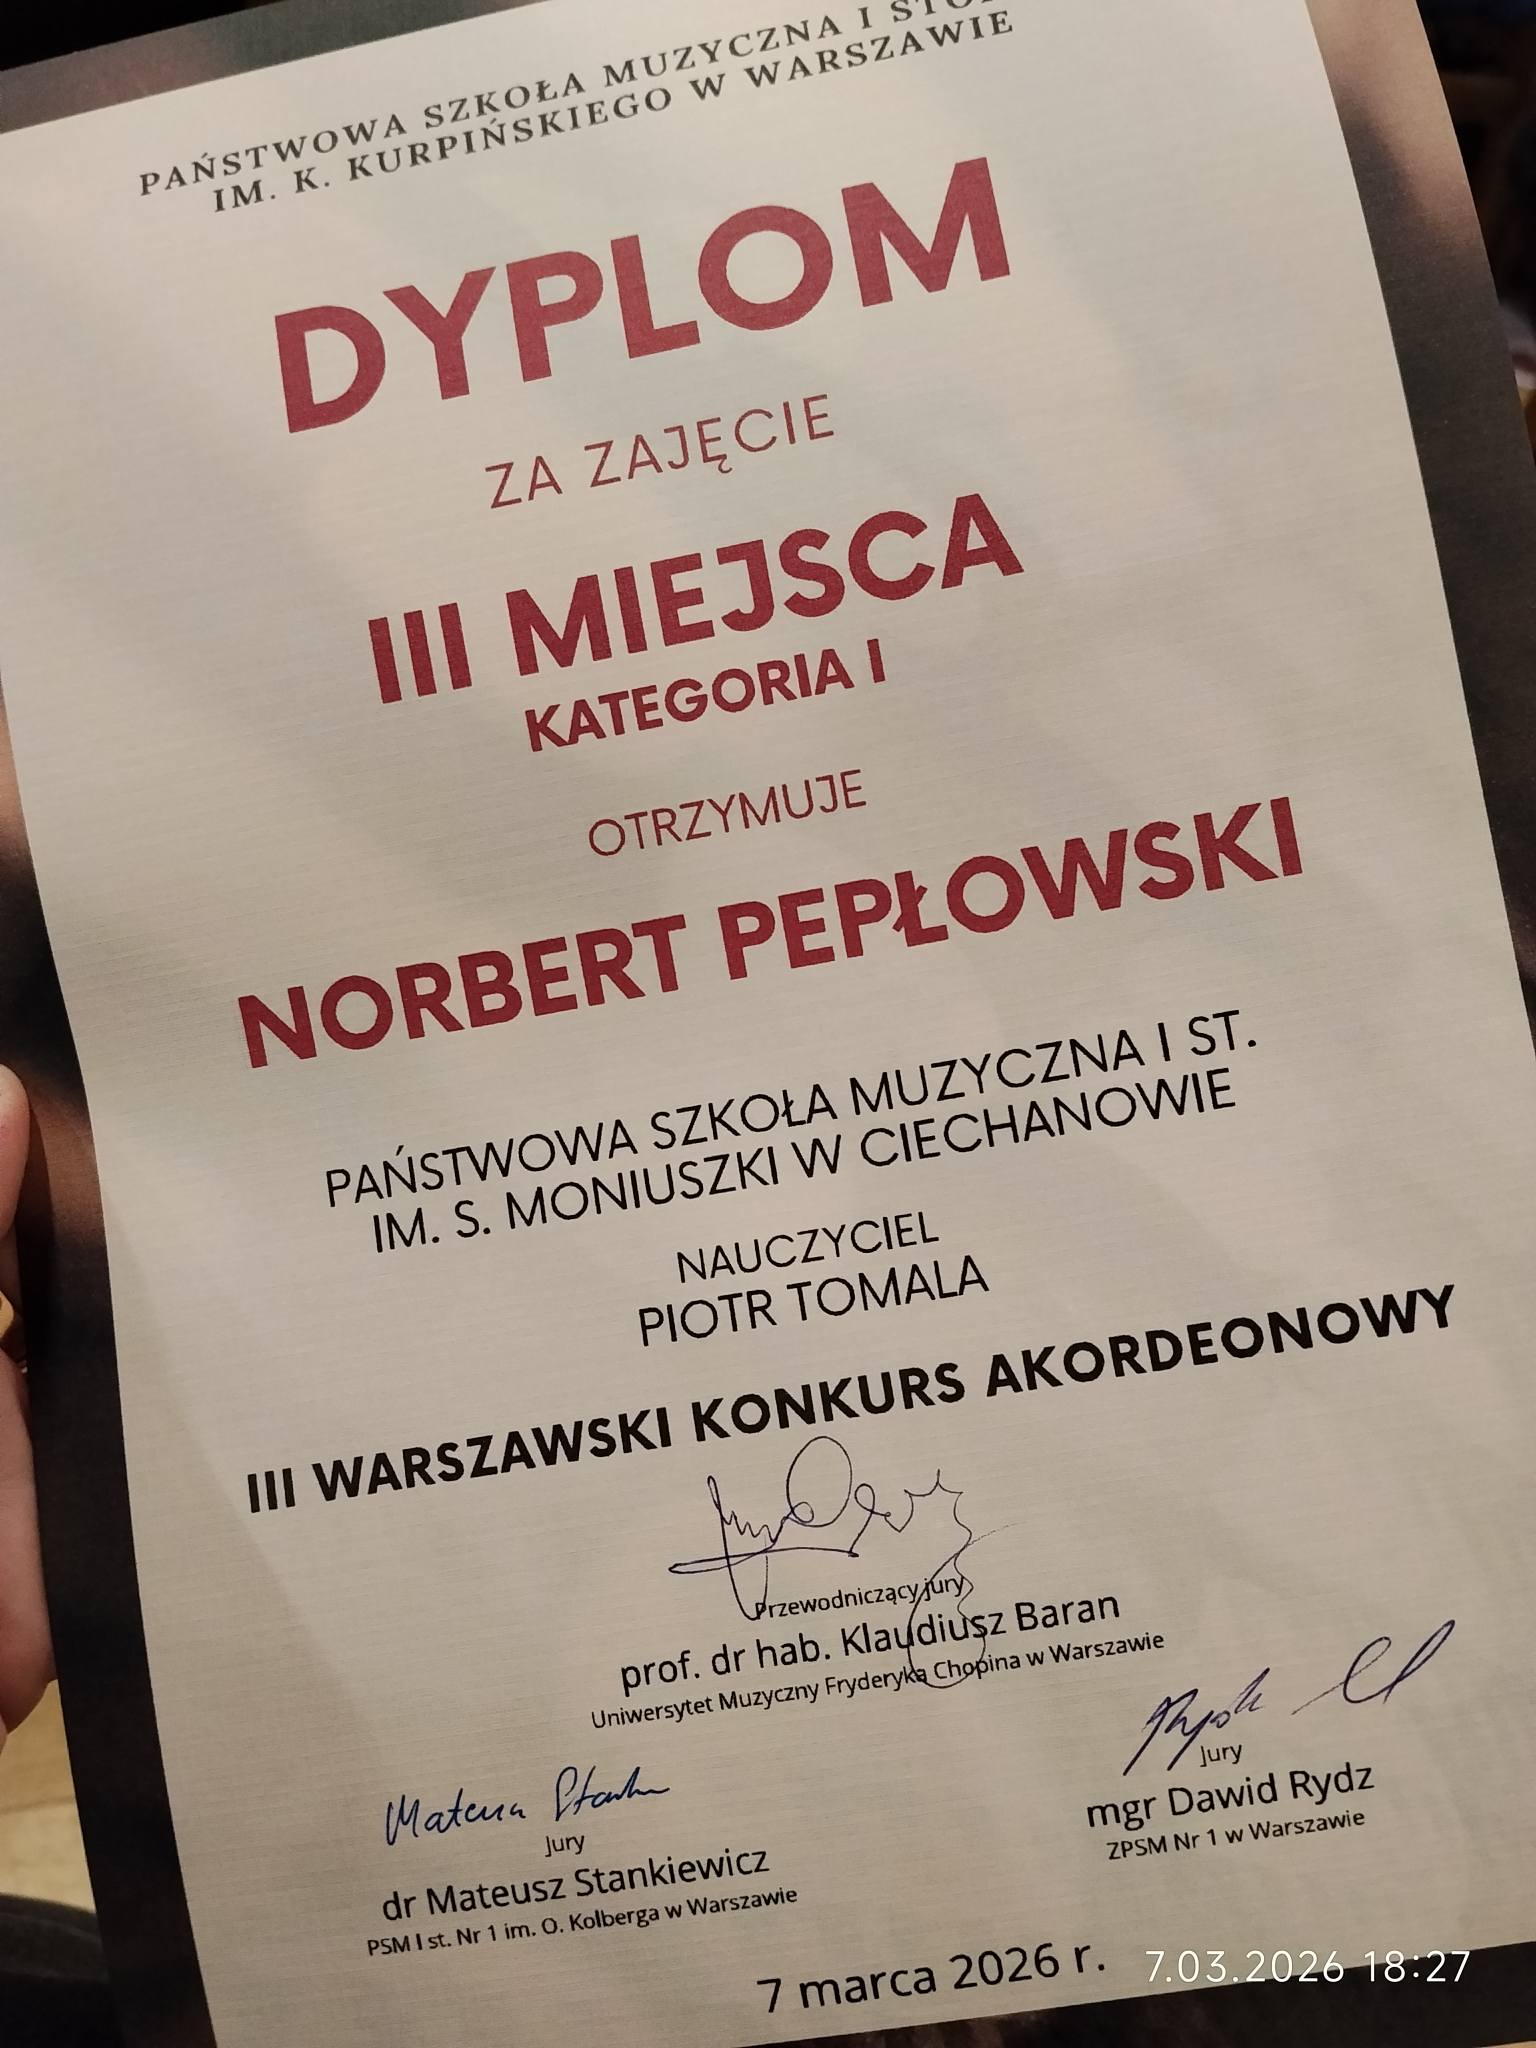 PAŃSTWOWA SZKOŁA MUZYCZNA I
IM. K. KURPIŃSKIEGO W WARSZAWIE
DYPLOM
ZA ZAJĘCIE
III MIEJSCA
KATEGORIA I
OTRZYMUJE
NORBERT PEPŁOWSKI
PAŃSTWOWA SZKOŁA MUZYCZNA I ST.
IM. S. MONIUSZKI W CIECHANOWIE
NAUCZYCIEL
PIOTR TOMALA
III WARSZAWSKI KONKURS AKORDEONOWY
Przewodniczący jury
prof. dr hab. Klaudiusz Baran
Uniwersytet Muzyczny Fryderyka Chopina w Warszawie
Jury
mgr Dawid Rydz
ZPSM Nr 1 w Warszawie
Jury
dr Mateusz Stankiewicz
PSM I st. Nr 1 im. O. Kolberga w Warszawie
7 marca 2026 r.
7.03.2026 18:27